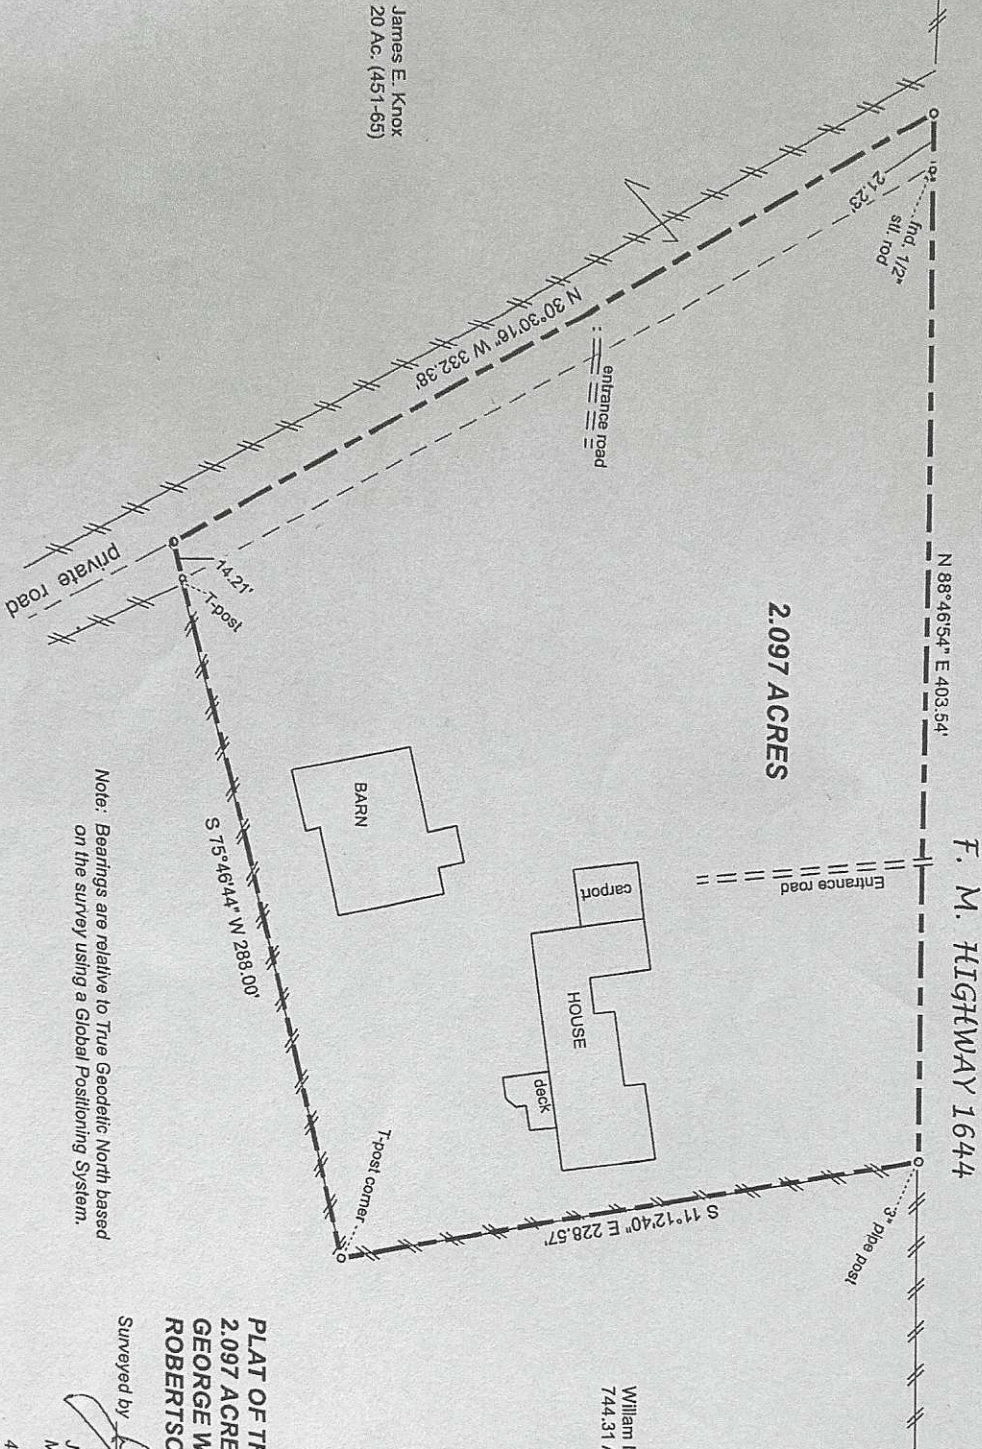 F. M. HIGHWAY 1644
N 88°46'54" E 403.54'
21.23'
fnd. 1/2"
stl. rod
3" pipe post
Entrance road
entrance road
2.097 ACRES
James E. Knox
20 Ac. (451-65)
N 30°30'16" W 332.38'
carport
HOUSE
deck
BARN
S 11°12'40" E 228.57'
Willam
744.31
14.21'
T-post
private road
S 75°46'44" W 288.00'
T-post corner
Note: Bearings are relative to True Geodetic North based
on the survey using a Global Positioning System.
PLAT OF
2.097 ACRE
GEORGE W
ROBERTSO
Surveyed by